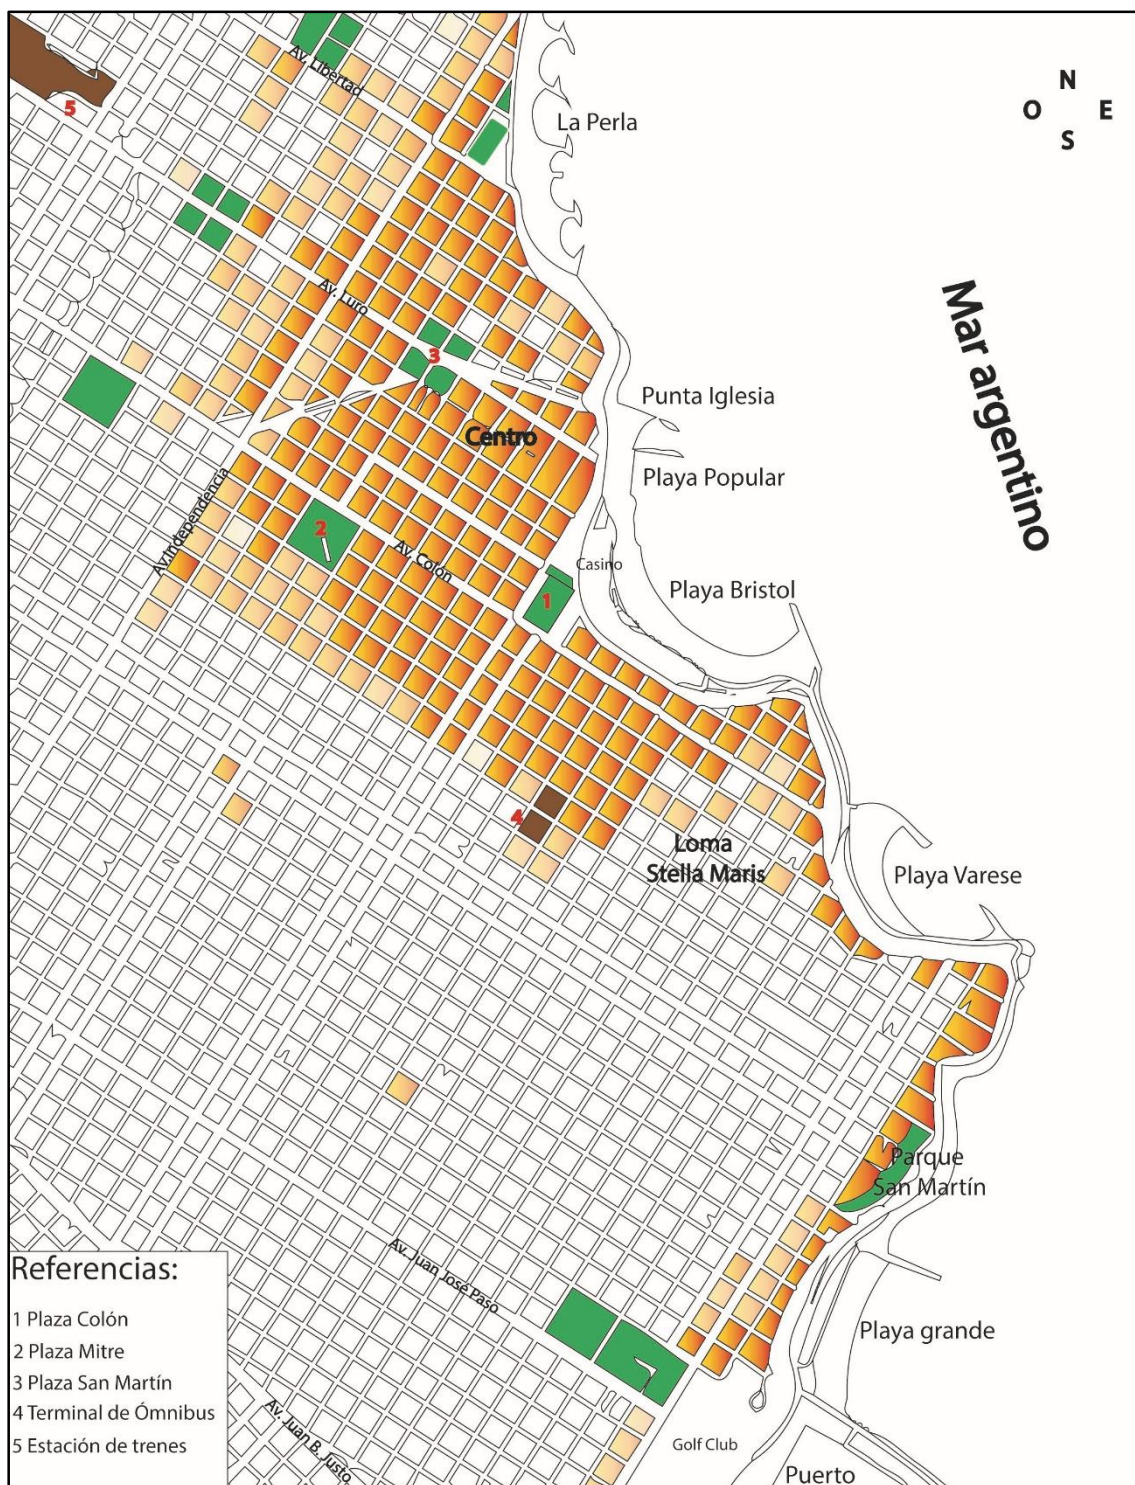 N
O E
S
Av. Libertad
5
La Perla
Mar argentino
Av. Luro
3
Punta Iglesia
Centro
Playa Popular
Av.Independencia
2
Av. Colón
Casino
1
Playa Bristol
4
Loma
Stella Maris
Playa Varese
Parque
San Martín
Av. Juan José Paso
Playa grande
Av. Juan B. Justo
Golf Club
Puerto
Referencias:
1 Plaza Colón
2 Plaza Mitre
3 Plaza San Martín
4 Terminal de Ómnibus
5 Estación de trenes